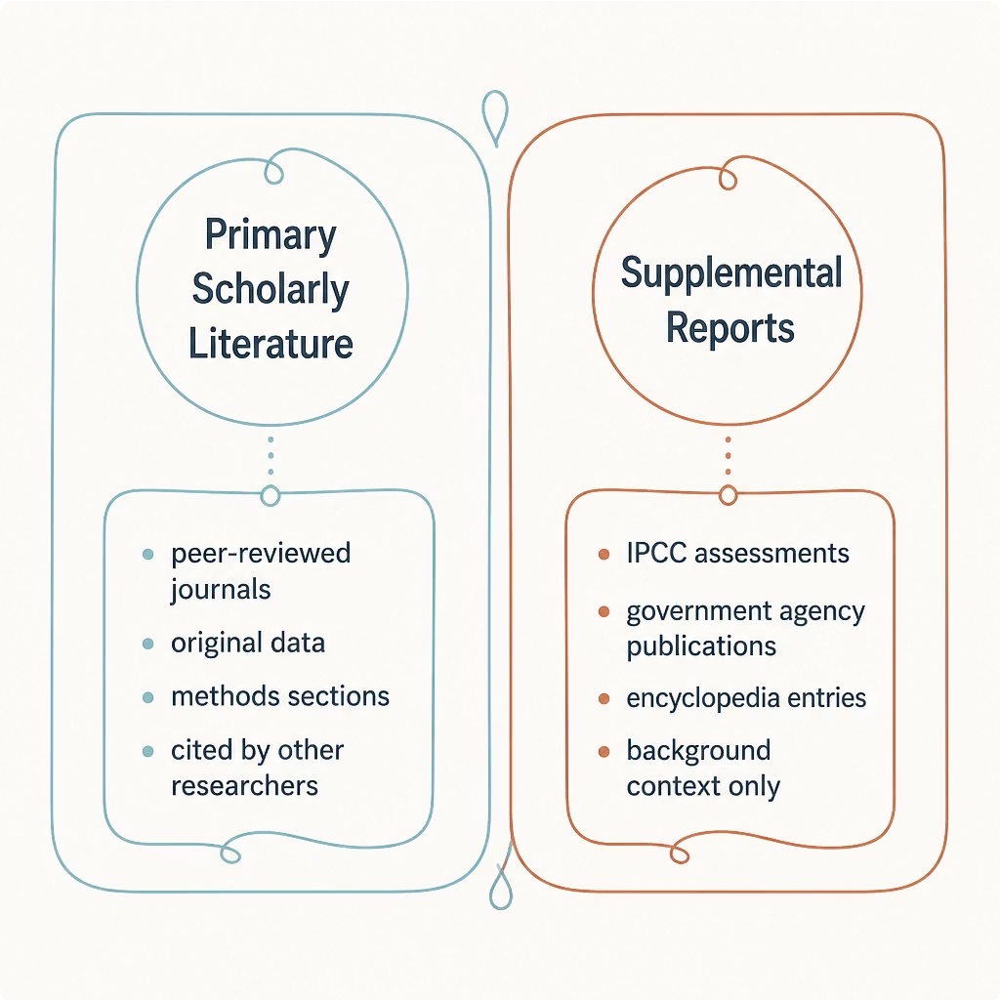 Primary
Scholarly
Literature
peer-reviewed
journals
original data
methods sections
cited by other
researchers
Supplemental
Reports
IPCC assessments
government agency
publications
encyclopedia entries
background
context only